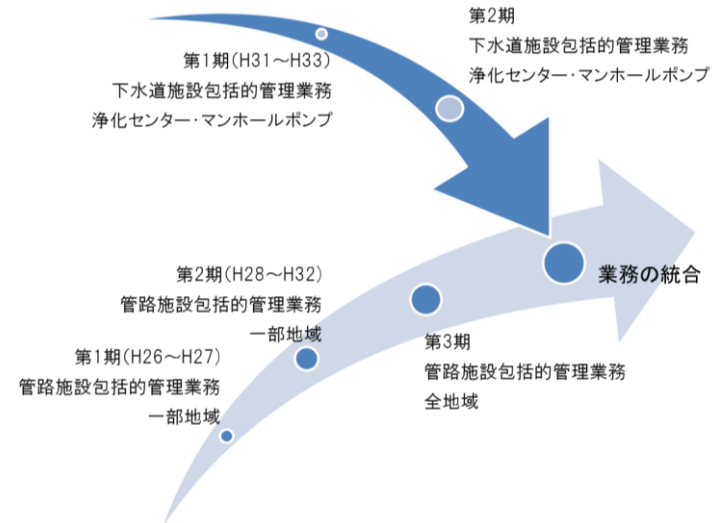 第1期(H31～H33)
下水道施設包括的管理業務
浄化センター・マンホールポンプ
第2期
下水道施設包括的管理業務
浄化センター・マンホールポンプ
第2期(H28～H32)
管路施設包括的管理業務
一部地域
第1期(H26～H27)
管路施設包括的管理業務
一部地域
第3期
管路施設包括的管理業務
全地域
業務の統合